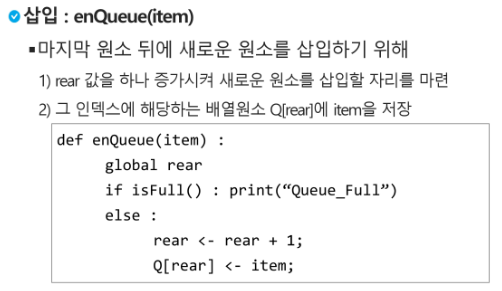 삽입 : enQueue(item)
▪마지막 원소 뒤에 새로운 원소를 삽입하기 위해
1) rear 값을 하나 증가시켜 새로운 원소를 삽입할 자리를 마련
2) 그 인덱스에 해당하는 배열원소 Q[rear]에 item을 저장
def enQueue(item) :
global rear
if isFull() : print(“Queue_Full”)
else :
rear <- rear + 1;
Q[rear] <- item;